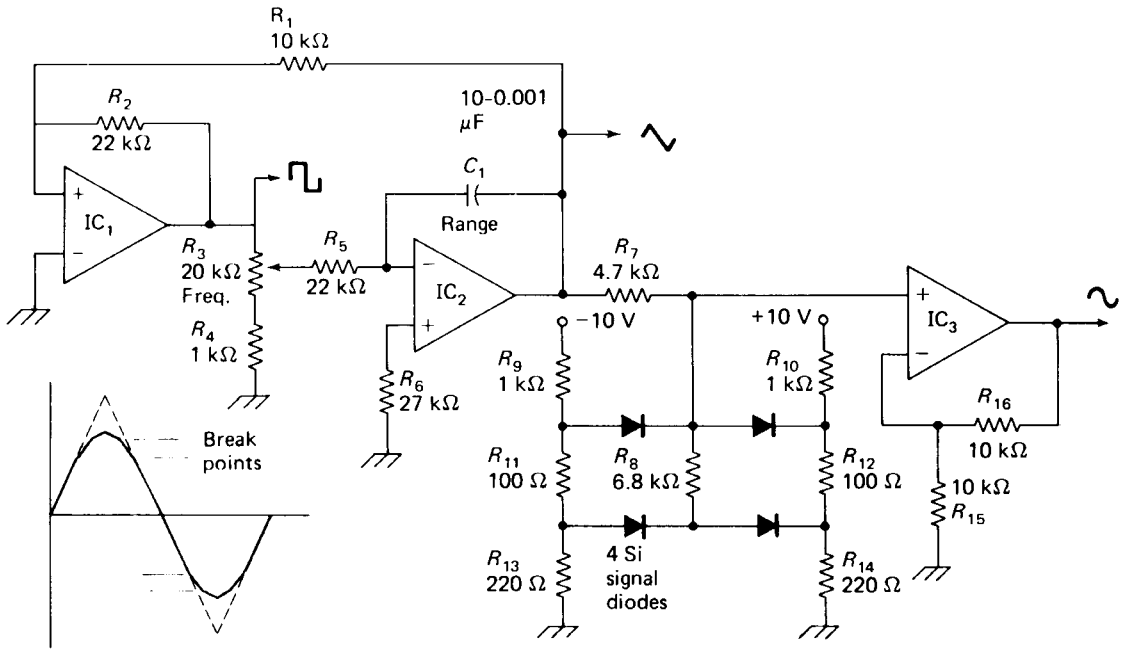 R1
10 kΩ
R2
22 kΩ
10-0.001
μF
C1
Range
+
IC1
−
R3
20 kΩ
Freq.
R4
1 kΩ
R5
22 kΩ
−
IC2
+
R6
27 kΩ
R7
4.7 kΩ
−10 V
+10 V
+
IC3
−
R9
1 kΩ
R10
1 kΩ
R16
10 kΩ
R11
100 Ω
R8
6.8 kΩ
R12
100 Ω
10 kΩ
R15
R13
220 Ω
4 Si
signal
diodes
R14
220 Ω
Break
points